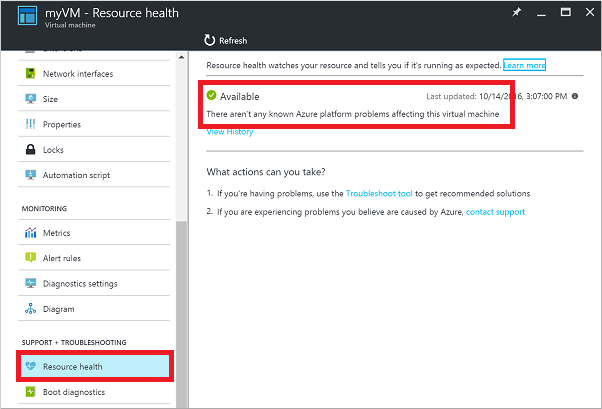 myVM - Resource health
Virtual machine
Refresh
Network interfaces
Size
Properties
Locks
Automation script
MONITORING
Metrics
Alert rules
Diagnostics settings
Diagram
SUPPORT + TROUBLESHOOTING
Resource health
Boot diagnostics
Resource health watches your resource and tells you if it's running as expected. Learn more
Available
Last updated: 10/14/2016, 3:07:00 PM
There aren't any known Azure platform problems affecting this virtual machine
View History
What actions can you take?
1. If you're having problems, use the Troubleshoot tool to get recommended solutions
2. If you are experiencing problems you believe are caused by Azure, contact support